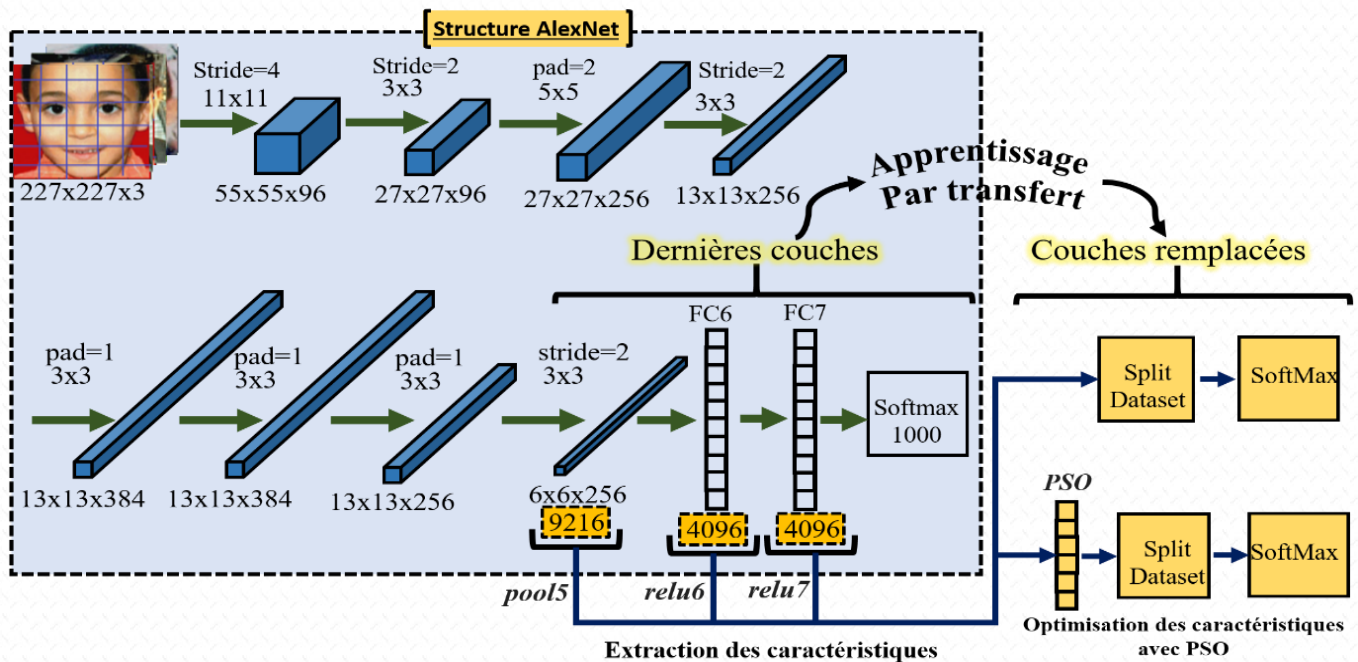 Structure AlexNet
Stride=4
11x11
Stride=2
3x3
pad=2
5x5
Stride=2
3x3
227x227x3
55x55x96
27x27x96
27x27x256
13x13x256
Apprentissage
Par transfert
Dernières couches
Couches remplacées
pad=1
3x3
pad=1
3x3
pad=1
3x3
stride=2
3x3
FC6
FC7
Softmax
1000
Split
Dataset
SoftMax
13x13x384
13x13x384
13x13x256
6x6x256
9216
4096
4096
PSO
Split
Dataset
SoftMax
pool5
relu6
relu7
Extraction des caractéristiques
Optimisation des caractéristiques
avec PSO